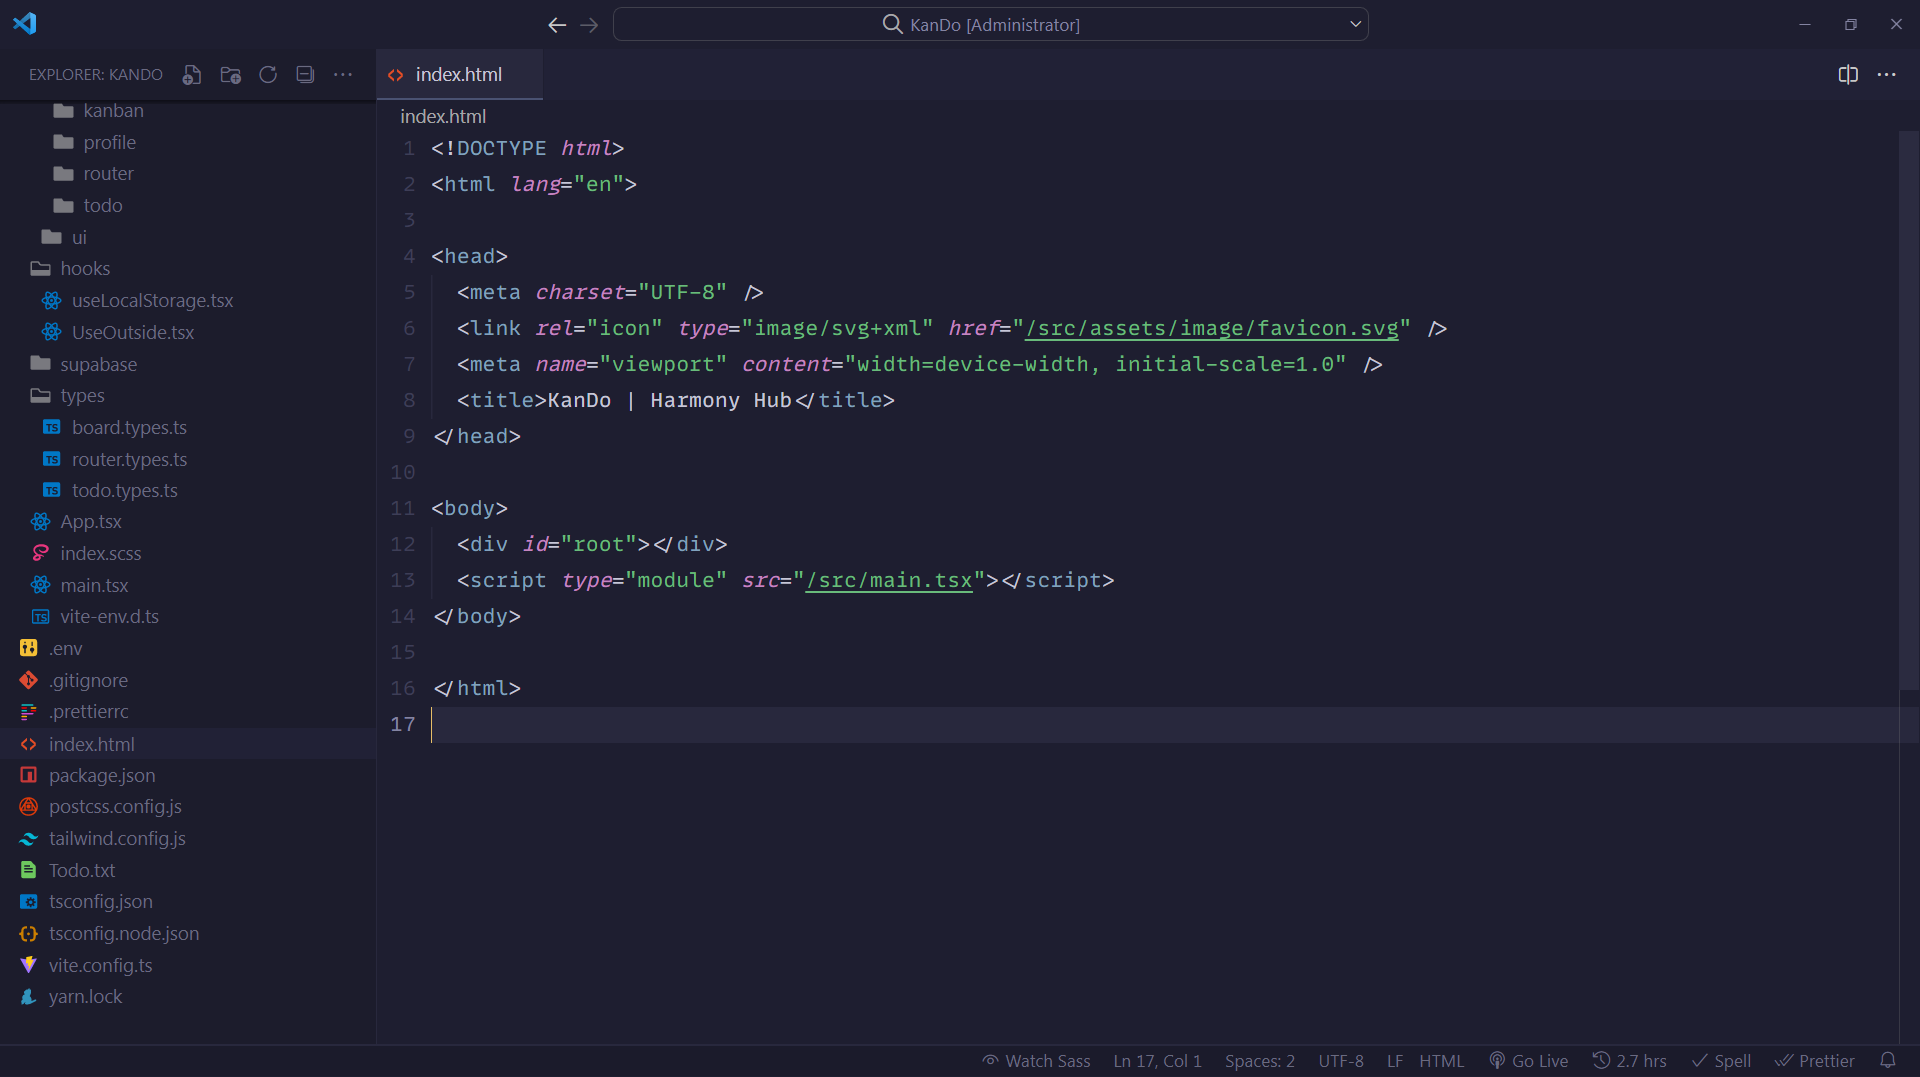 KanDo [Administrator]
EXPLORER: KANDO
kanban
profile
router
todo
ui
hooks
useLocalStorage.tsx
UseOutside.tsx
supabase
types
board.types.ts
router.types.ts
todo.types.ts
App.tsx
index.scss
main.tsx
vite-env.d.ts
.env
.gitignore
.prettierrc
index.html
package.json
postcss.config.js
tailwind.config.js
Todo.txt
tsconfig.json
tsconfig.node.json
vite.config.ts
yarn.lock
index.html
index.html
1 <!DOCTYPE html>
2 <html lang="en">
3
4 <head>
5   <meta charset="UTF-8" />
6   <link rel="icon" type="image/svg+xml" href="/src/assets/image/favicon.svg" />
7   <meta name="viewport" content="width=device-width, initial-scale=1.0" />
8   <title>KanDo | Harmony Hub</title>
9 </head>
10
11 <body>
12   <div id="root"></div>
13   <script type="module" src="/src/main.tsx"></script>
14 </body>
15
16 </html>
17
Watch Sass Ln 17, Col 1 Spaces: 2 UTF-8 LF HTML Go Live 2.7 hrs Spell Prettier